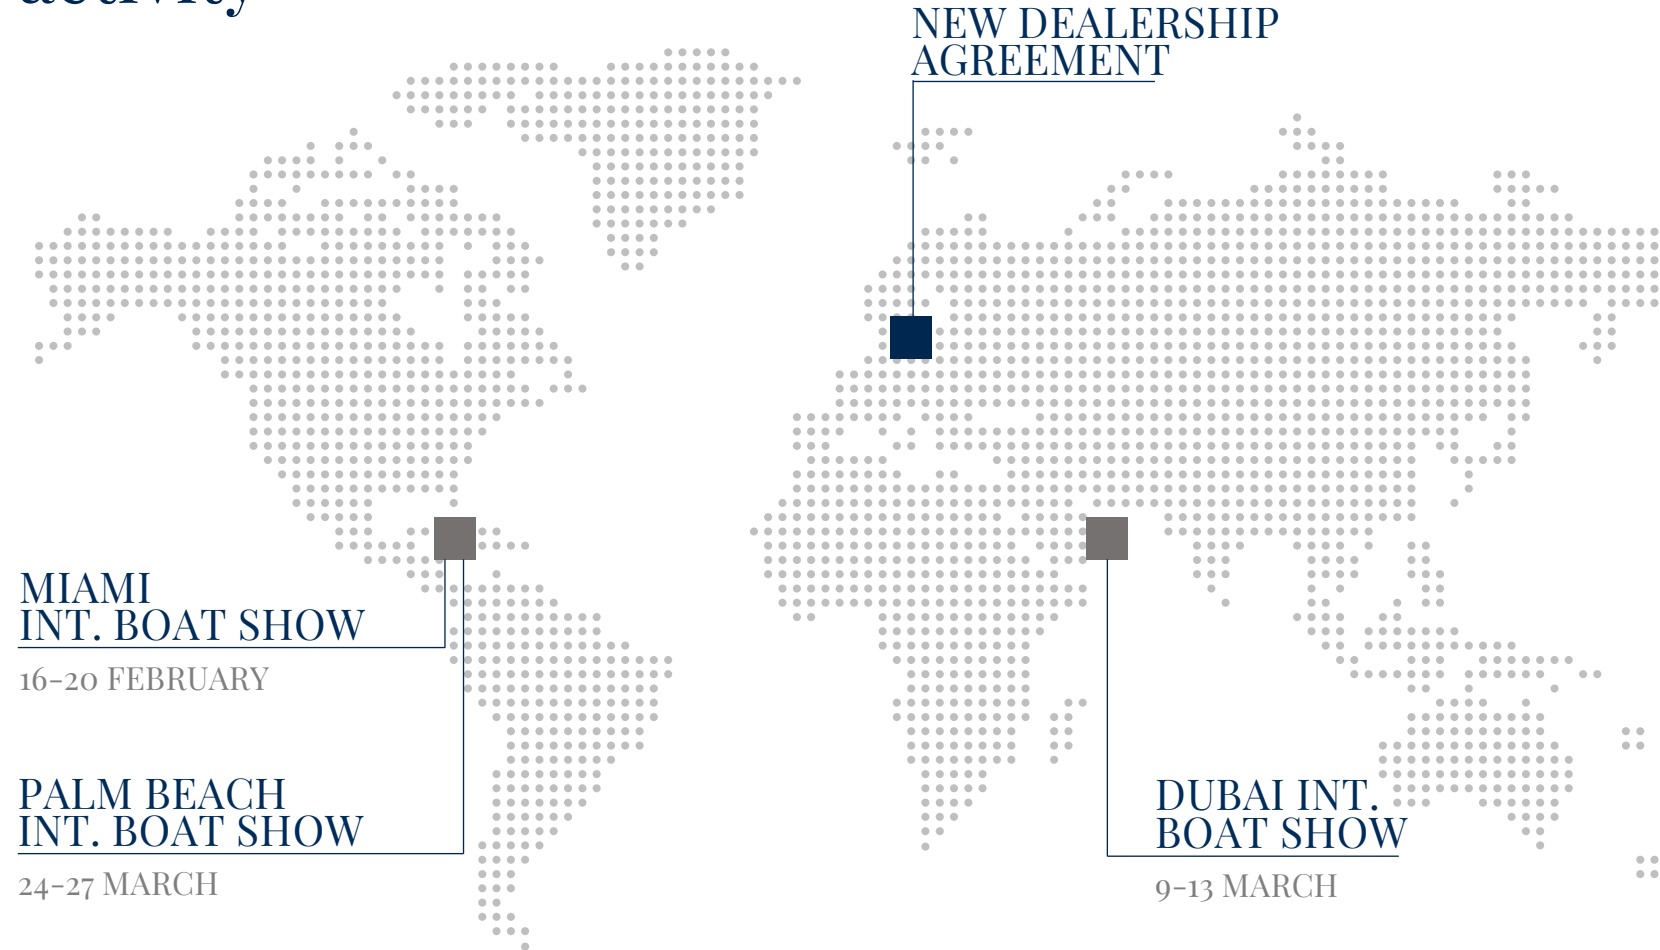 activity
NEW DEALERSHIP
AGREEMENT
MIAMI
INT. BOAT SHOW
16-20 FEBRUARY
PALM BEACH
INT. BOAT SHOW
24-27 MARCH
DUBAI INT.
BOAT SHOW
9-13 MARCH